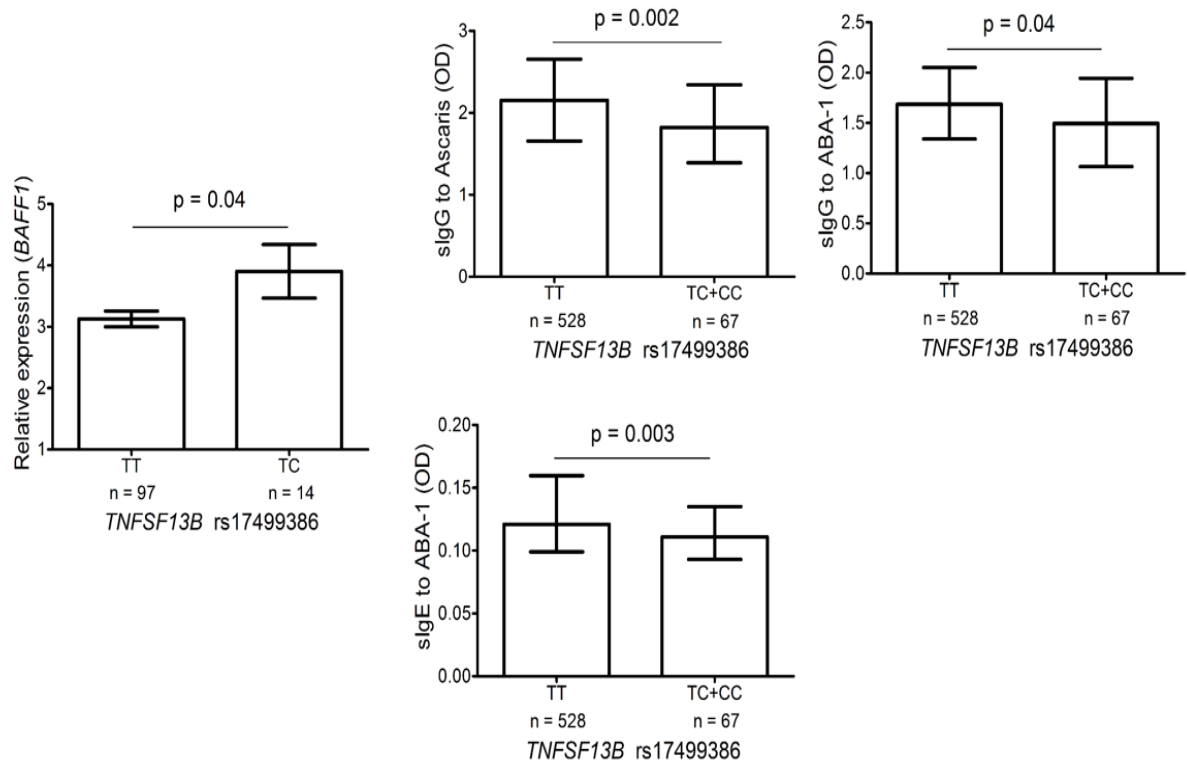 Relative expression (BAFF1)
5
4
3
2
1
p = 0.04
TT TC
n = 97 n = 14
TNFSF13B rs17499386
sIgG to Ascaris (OD)
3
2
1
0
p = 0.002
TT TC+CC
n = 528 n = 67
TNFSF13B rs17499386
sIgG to ABA-1 (OD)
2.5
2.0
1.5
1.0
0.5
0.0
p = 0.04
TT TC+CC
n = 528 n = 67
TNFSF13B rs17499386
sIgE to ABA-1 (OD)
0.20
0.15
0.10
0.05
0.00
p = 0.003
TT TC+CC
n = 528 n = 67
TNFSF13B rs17499386